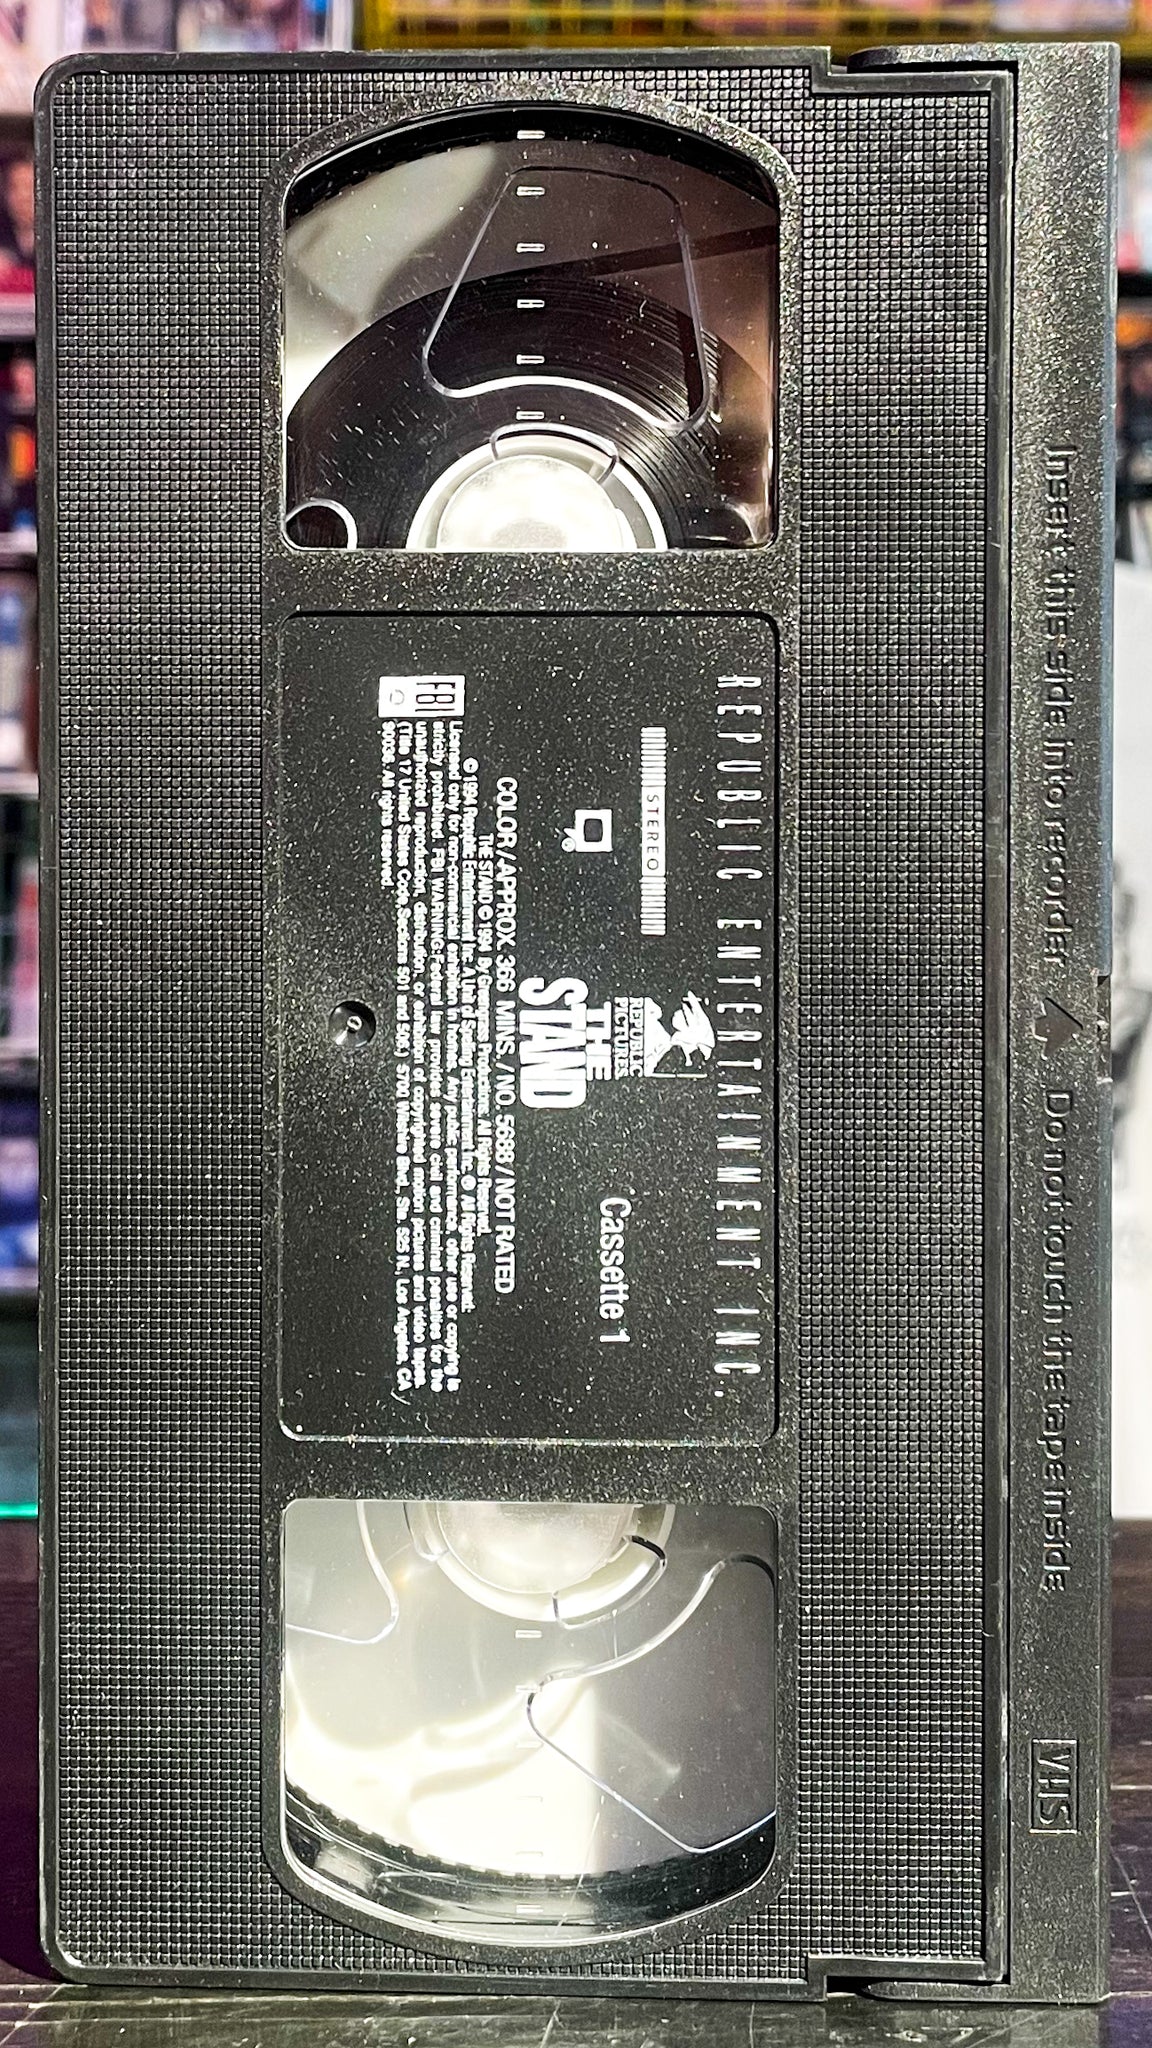 Insert this side into recorder Do not touch the tape inside
VHS
REPUBLIC ENTERTAINMENT INC.
STEREO
REPUBLIC
PICTURES
Cassette 1
THE
STAND
COLOR/APPROX. 366 MINS./NO. 5688/NOT RATED
THE STAND © 1994 By Greengrass Productions. All Rights Reserved.
© 1994 Republic Entertainment Inc. A Unit of Spelling Entertainment Inc. ® All Rights Reserved.
FBI
Licensed only for non-commercial exhibition in homes. Any public performance, other use or copying is
strictly prohibited. FBI WARNING: Federal law provides severe civil and criminal penalties for the
unauthorized reproduction, distribution, or exhibition of copyrighted motion pictures and video tapes.
(Title 17 United States Code, Sections 501 and 506.) 5700 Wilshire Blvd. Ste. 525 N, Los Angeles, CA
90036. All rights reserved.